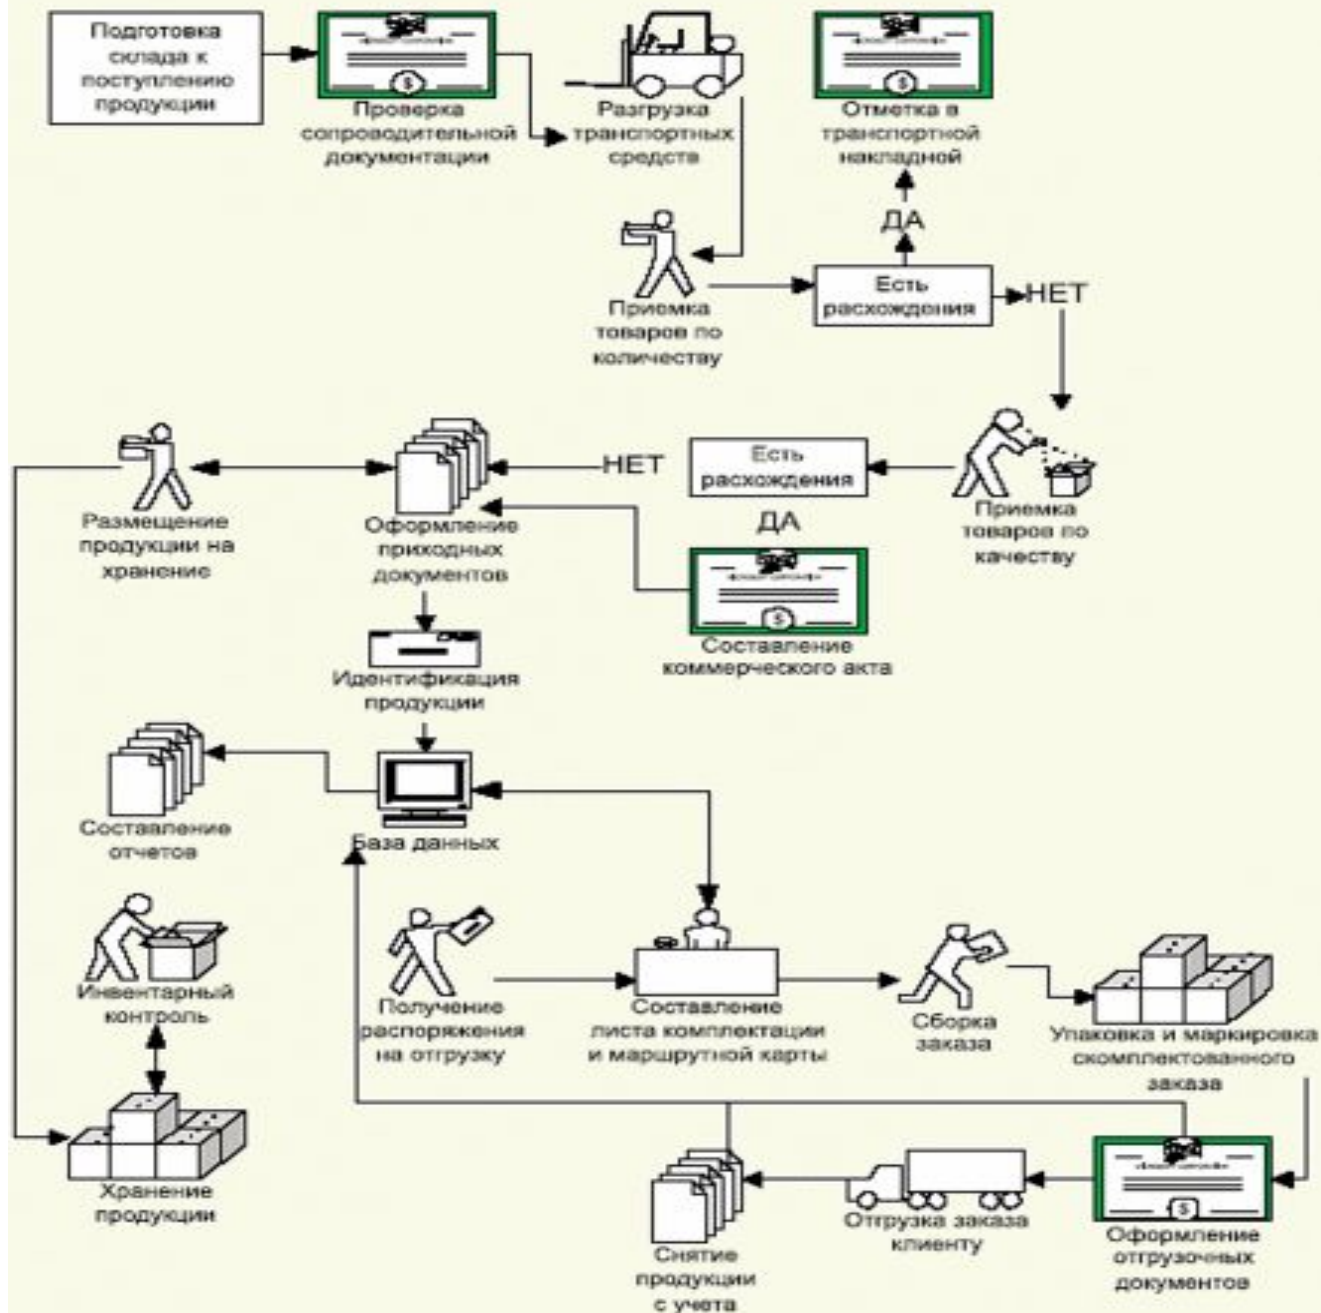 Подготовка
склада к
поступлению
продукции
Проверка
сопроводительной
документации
Разгрузка
транспортных
средств
Отметка в
транспортной
накладной
ДА
Есть
расхождения
НЕТ
Приемка
товаров по
количеству
Приемка
товаров по
качеству
Есть
расхождения
НЕТ
ДА
Составление
коммерческого акта
Оформление
приходных
документов
Размещение
продукции на
хранение
Идентификация
продукции
База данных
Составление
отчетов
Инвентарный
контроль
Хранение
продукции
Получение
распоряжения
на отгрузку
Составление
листа комплектации
и маршрутной карты
Сборка
заказа
Упаковка и маркировка
скомплектованного
заказа
Оформление
отгрузочных
документов
Отгрузка заказа
клиенту
Снятие
продукции
с учета